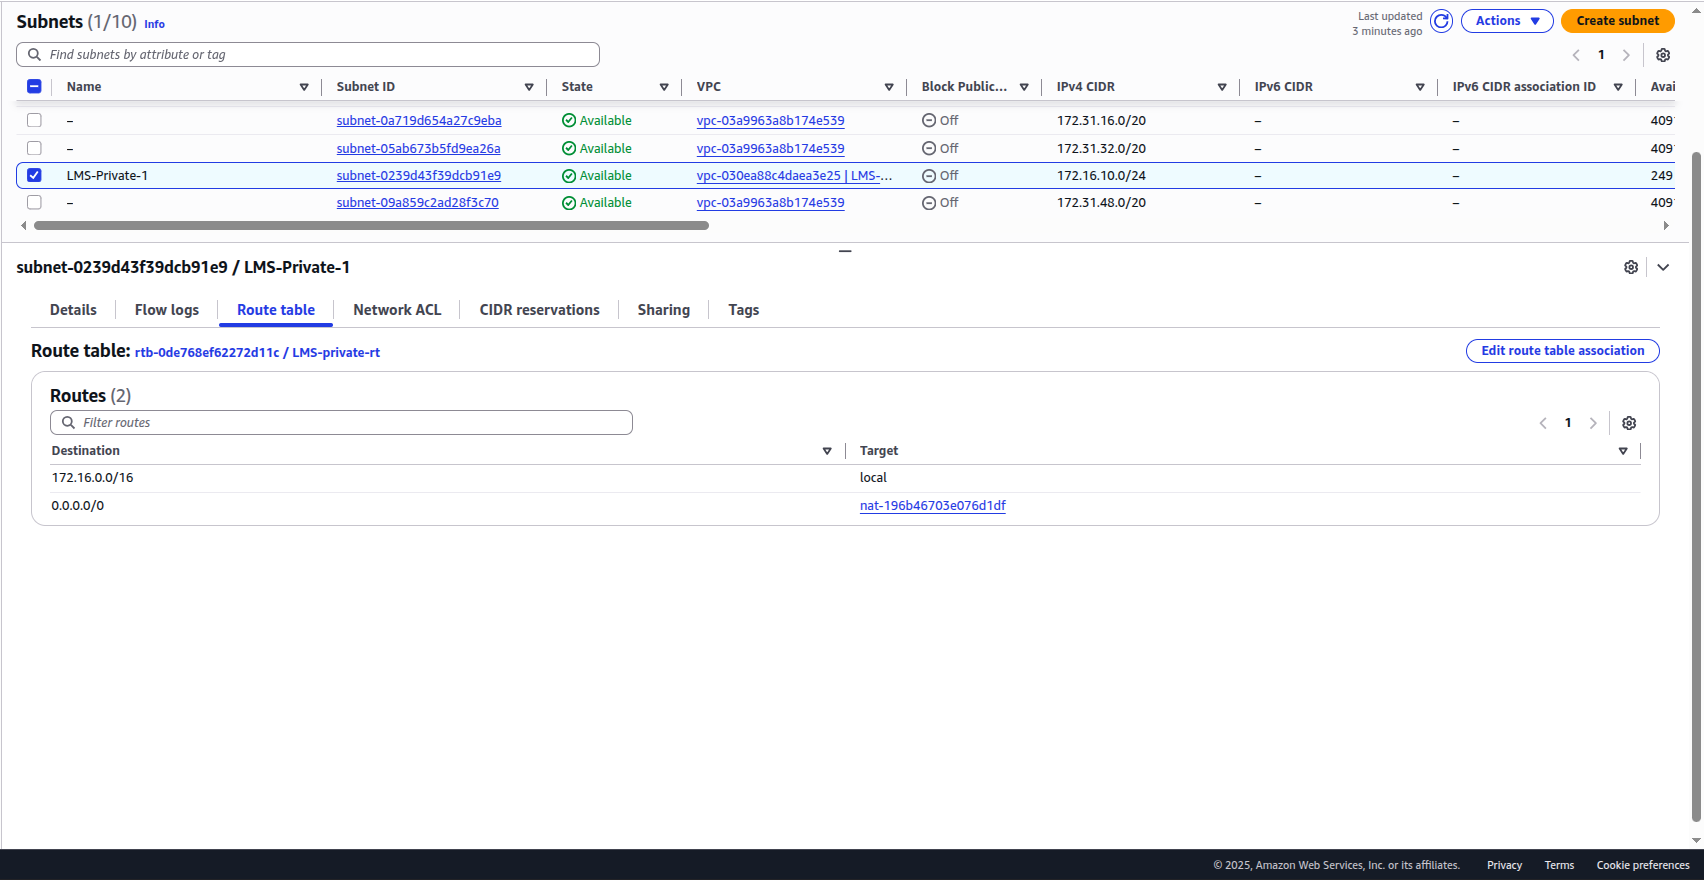 Subnets (1/10) Info
Last updated
3 minutes ago
Actions
Create subnet
Find subnets by attribute or tag
1
Name Subnet ID State VPC Block Public... IPv4 CIDR IPv6 CIDR IPv6 CIDR association ID Avai
– subnet-0a719d654a27c9eba Available vpc-03a9963a8b174e539 Off 172.31.16.0/20 – – 409
– subnet-05ab673b5fd9ea26a Available vpc-03a9963a8b174e539 Off 172.31.32.0/20 – – 409
LMS-Private-1 subnet-0239d43f39dcb91e9 Available vpc-030ea88c4daea3e25 | LMS-... Off 172.16.10.0/24 – – 249
– subnet-09a859c2ad28f3c70 Available vpc-03a9963a8b174e539 Off 172.31.48.0/20 – – 409
subnet-0239d43f39dcb91e9 / LMS-Private-1
Details Flow logs Route table Network ACL CIDR reservations Sharing Tags
Route table: rtb-0de768ef62272d11c / LMS-private-rt
Edit route table association
Routes (2)
Filter routes
1
Destination Target
172.16.0.0/16 local
0.0.0.0/0 nat-196b46703e076d1df
© 2025, Amazon Web Services, Inc. or its affiliates. Privacy Terms Cookie preferences